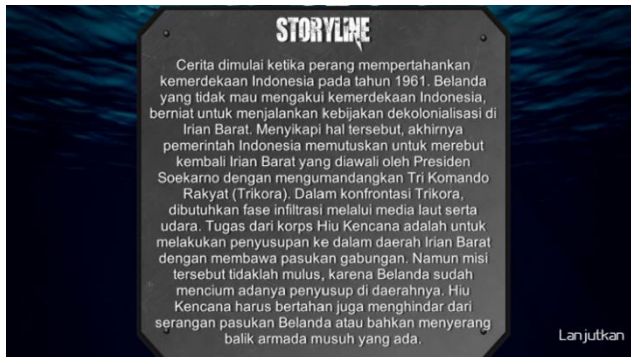 STORYLINE
Cerita dimulai ketika perang mempertahankan
kemerdekaan Indonesia pada tahun 1961. Belanda
yang tidak mau mengakui kemerdekaan Indonesia,
berniat untuk menjalankan kebijakan dekolonialisasi di
Irian Barat. Menyikapi hal tersebut, akhirnya
pemerintah Indonesia memutuskan untuk merebut
kembali Irian Barat yang diawali oleh Presiden
Soekarno dengan mengumandangkan Tri Komando
Rakyat (Trikora). Dalam konfrontasi Trikora,
dibutuhkan fase infiltrasi melalui media laut serta
udara. Tugas dari korps Hiu Kencana adalah untuk
melakukan penyusupan ke dalam daerah Irian Barat
dengan membawa pasukan gabungan. Namun misi
tersebut tidaklah mulus, karena Belanda sudah
mencium adanya penyusup di daerahnya. Hiu
Kencana harus bertahan juga menghindar dari
serangan pasukan Belanda atau bahkan menyerang
balik armada musuh yang ada.
Lanjutkan